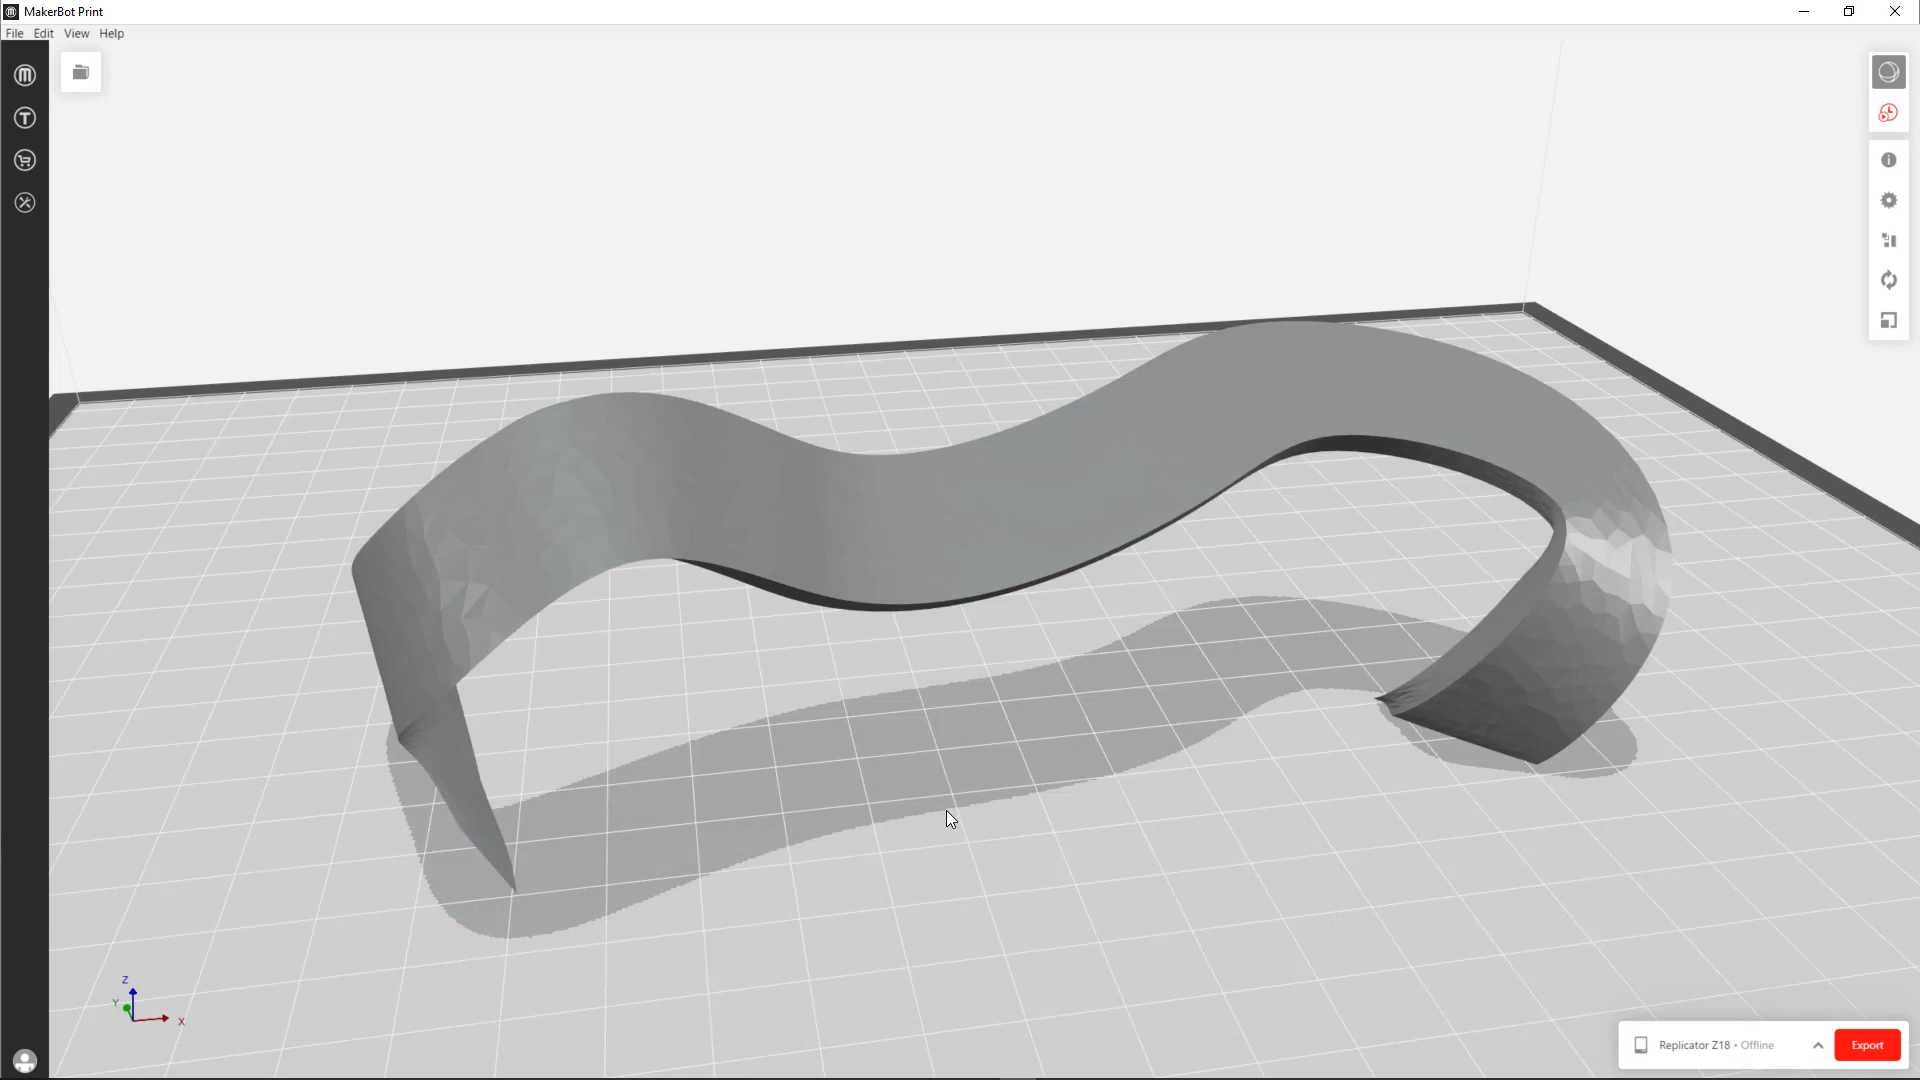 MakerBot Print
File Edit View Help
Z
Y
X
Replicator Z18 • Offline
Export